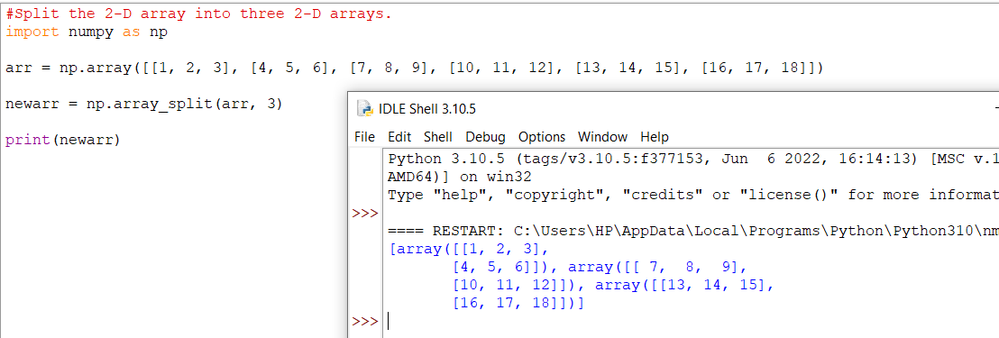 #Split the 2-D array into three 2-D arrays.
import numpy as np
arr = np.array([[1, 2, 3], [4, 5, 6], [7, 8, 9], [10, 11, 12], [13, 14, 15], [16, 17, 18]])
newarr = np.array_split(arr, 3)
print(newarr)
IDLE Shell 3.10.5
File Edit Shell Debug Options Window Help
Python 3.10.5 (tags/v3.10.5:f377153, Jun  6 2022, 16:14:13) [MSC v.1
AMD64)] on win32
Type "help", "copyright", "credits" or "license()" for more informat
>>>
==== RESTART: C:\Users\HP\AppData\Local\Programs\Python\Python310\nm
[array([[1, 2, 3],
       [4, 5, 6]]), array([[ 7,  8,  9],
       [10, 11, 12]]), array([[13, 14, 15],
       [16, 17, 18]])]
>>>